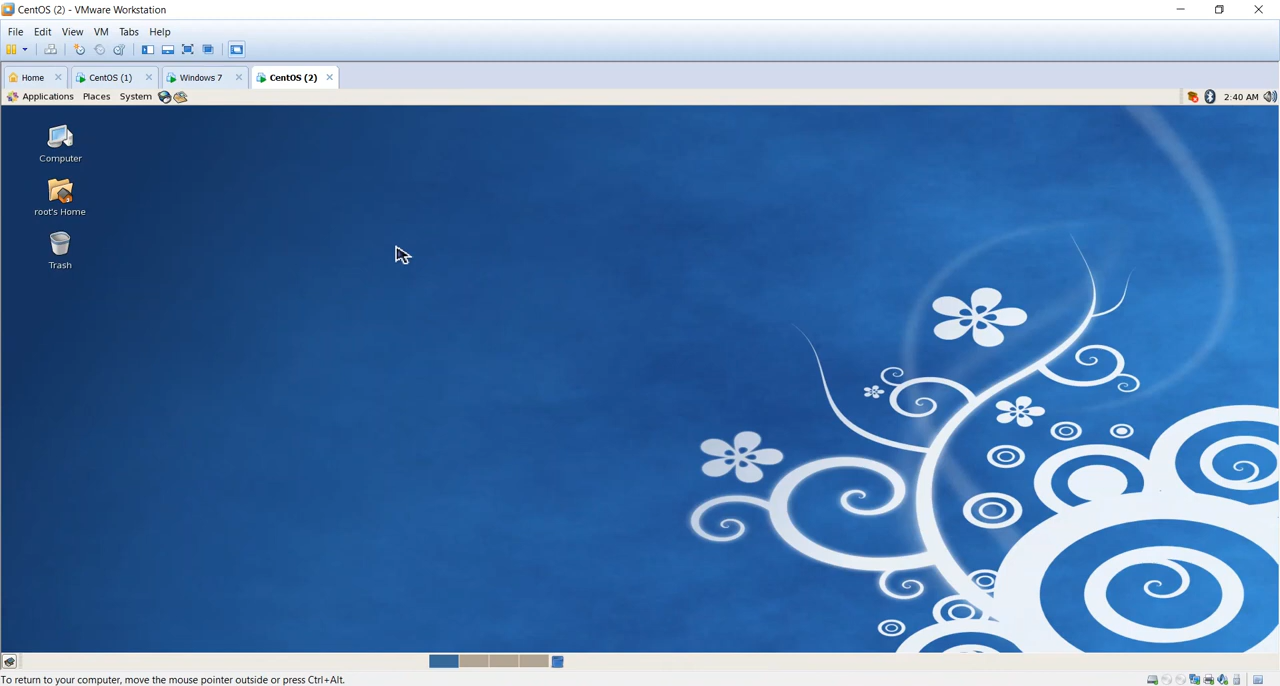 CentOS (2) - VMware Workstation
File Edit View VM Tabs Help
Home CentOS (1) Windows 7 CentOS (2)
Applications Places System 2:40 AM
Computer
root's Home
Trash
To return to your computer, move the mouse pointer outside or press Ctrl+Alt.